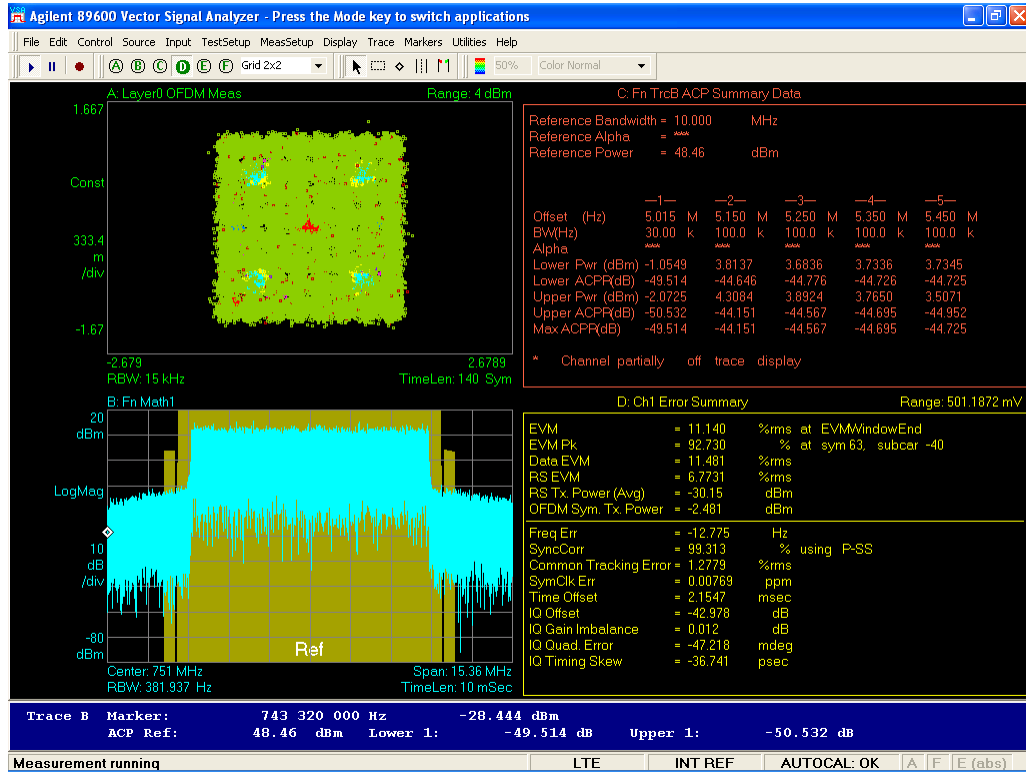 Agilent 89600 Vector Signal Analyzer - Press the Mode key to switch applications
File Edit Control Source Input TestSetup MeasSetup Display Trace Markers Utilities Help
A B C D E F Grid 2x2 50% Color Normal
A: Layer0 OFDM Meas Range: 4 dBm
1.667
Const
333.4
m
/div
-1.67
-2.679 2.6789
RBW: 15 kHz TimeLen: 140 Sym
C: Fn TrcB ACP Summary Data
Reference Bandwidth = 10.000 MHz
Reference Alpha = ***
Reference Power = 48.46 dBm
—1— —2— —3— —4— —5—
Offset (Hz) 5.015 M 5.150 M 5.250 M 5.350 M 5.450 M
BW(Hz) 30.00 k 100.0 k 100.0 k 100.0 k 100.0 k
Alpha *** *** *** *** ***
Lower Pwr (dBm) -1.0549 3.8137 3.6836 3.7336 3.7345
Lower ACPR(dB) -49.514 -44.646 -44.776 -44.726 -44.725
Upper Pwr (dBm) -2.0725 4.3084 3.8924 3.7650 3.5071
Upper ACPR(dB) -50.532 -44.151 -44.567 -44.695 -44.952
Max ACPR(dB) -49.514 -44.151 -44.567 -44.695 -44.725
* Channel partially off trace display
B: Fn Math1
20
dBm
LogMag
10
dB
/div
-80
dBm
Ref
Center: 751 MHz Span: 15.36 MHz
RBW: 381.937 Hz TimeLen: 10 mSec
D: Ch1 Error Summary Range: 501.1872 mV
EVM = 11.140 %rms at EVMWindowEnd
EVM Pk = 92.730 % at sym 63, subcar -40
Data EVM = 11.481 %rms
RS EVM = 6.7731 %rms
RS Tx. Power (Avg) = -30.15 dBm
OFDM Sym. Tx. Power = -2.481 dBm
Freq Err = -12.775 Hz
SyncCorr = 99.313 % using P-SS
Common Tracking Error = 1.2779 %rms
SymClk Err = 0.00769 ppm
Time Offset = 2.1547 msec
IQ Offset = -42.978 dB
IQ Gain Imbalance = 0.012 dB
IQ Quad. Error = -47.218 mdeg
IQ Timing Skew = -36.741 psec
Trace B Marker: 743 320 000 Hz -28.444 dBm
ACP Ref: 48.46 dBm Lower 1: -49.514 dB Upper 1: -50.532 dB
Measurement running LTE INT REF AUTOCAL: OK A F E (abs)